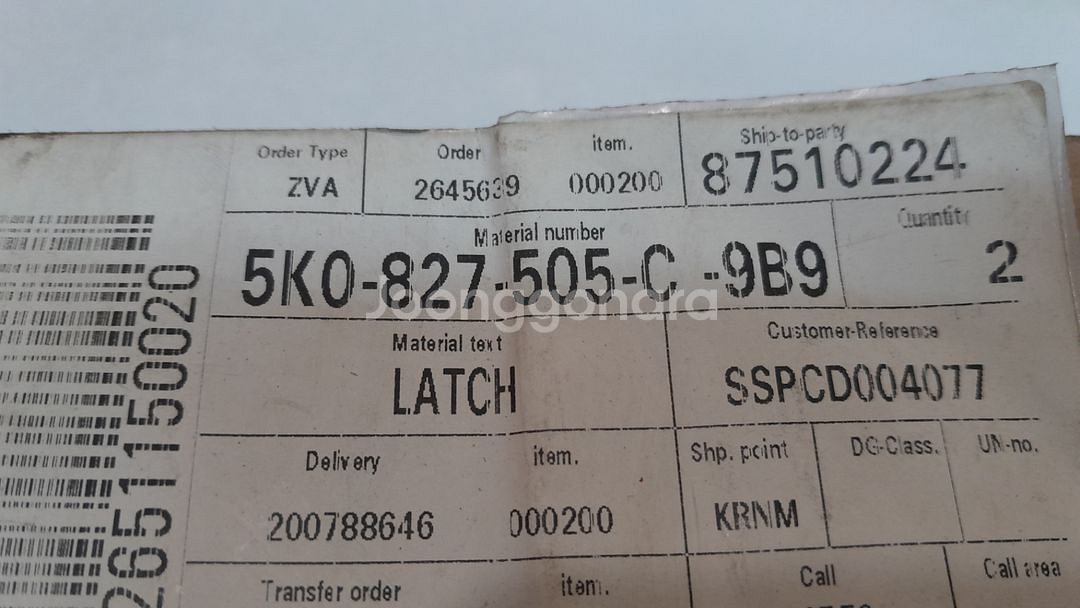 Order Type Order item. Ship-to-party
ZVA 2645639 000200 87510224
Material number Quantity
5K0-827-505-C -9B9 2
Joonggonara
Material text Customer-Reference
LATCH SSPCD004077
Delivery item. Shp. point DG-Class. UN-no.
200788646 000200 KRNM
Transfer order item. Call Call area